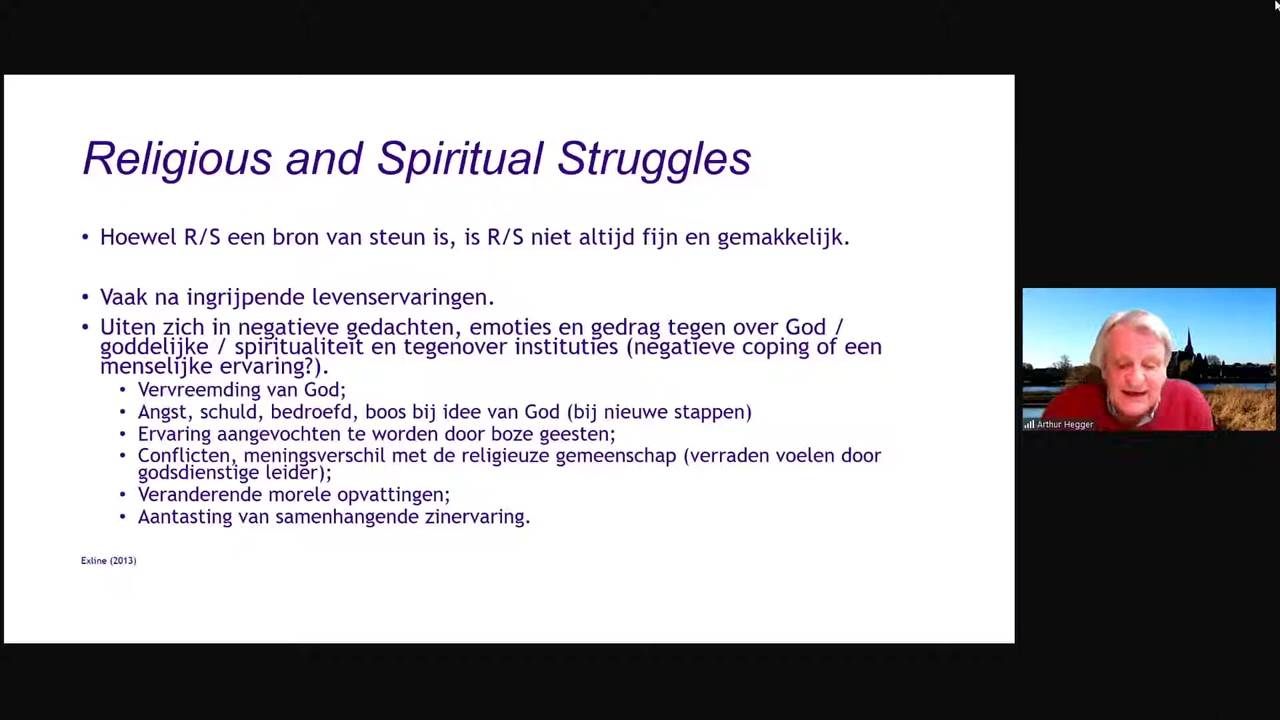 Religious and Spiritual Struggles
• Hoewel R/S een bron van steun is, is R/S niet altijd fijn en gemakkelijk.
• Vaak na ingrijpende levenservaringen.
• Uiten zich in negatieve gedachten, emoties en gedrag tegen over God /
goddelijke / spiritualiteit en tegenover instituties (negatieve coping of een
menselijke ervaring?).
• Vervreemding van God;
• Angst, schuld, bedroefd, boos bij idee van God (bij nieuwe stappen)
• Ervaring aangevochten te worden door boze geesten;
• Conflicten, meningsverschil met de religieuze gemeenschap (verraden voelen door
godsdienstige leider);
• Veranderende morele opvattingen;
• Aantasting van samenhangende zinervaring.
Exline (2013)
Arthur Hegger